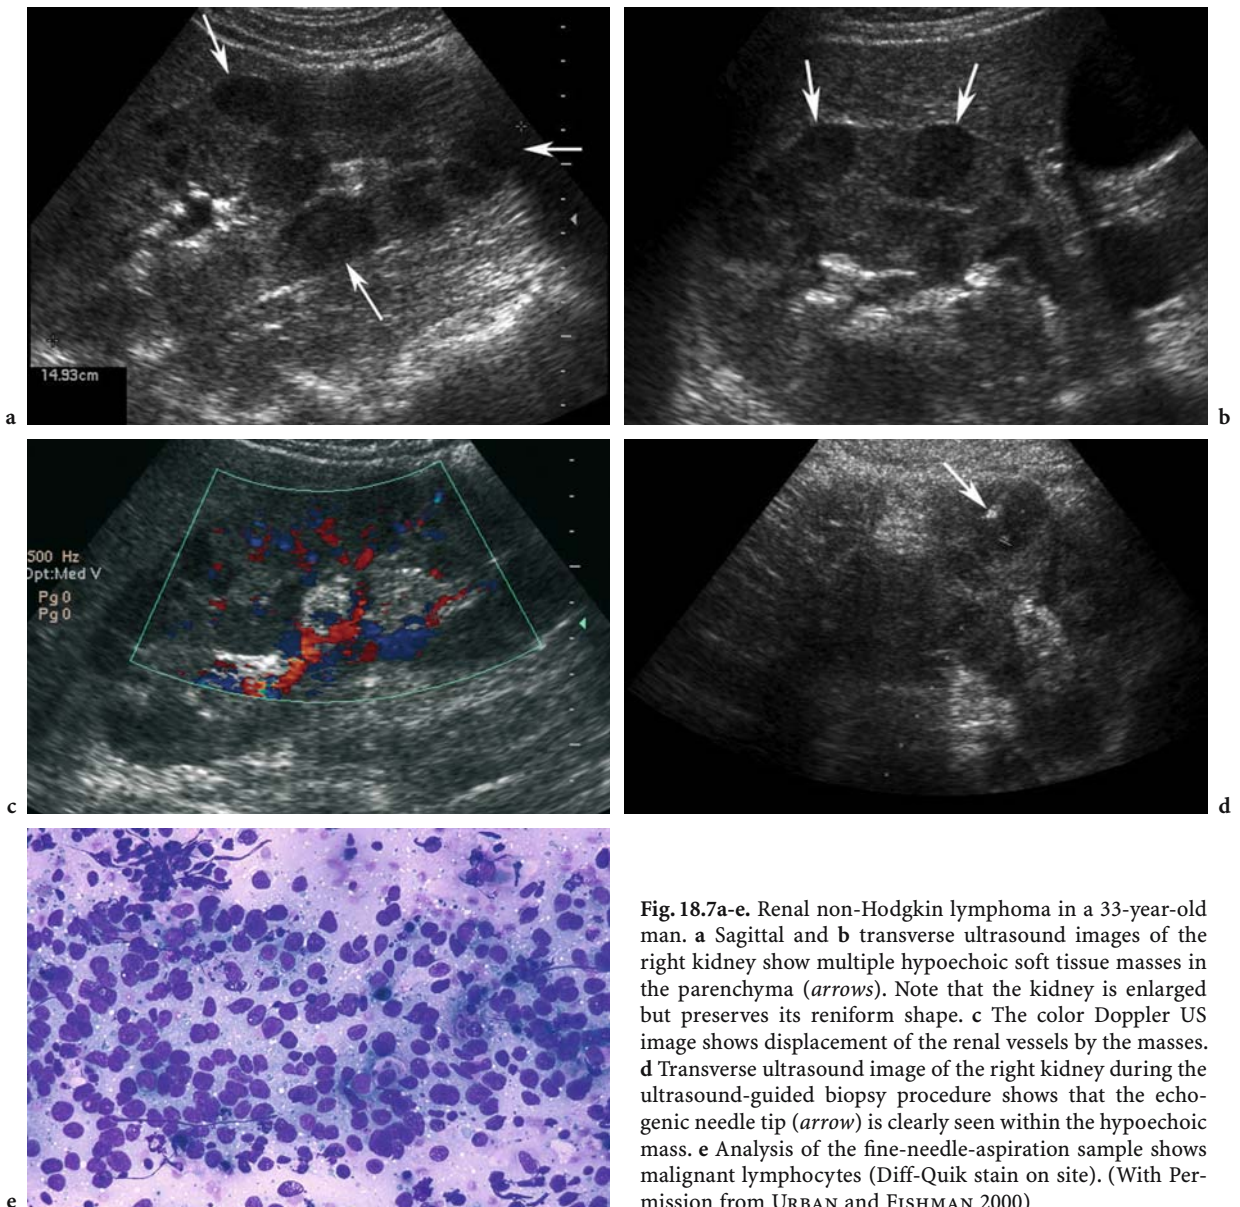 14.93cm
a
b
500 Hz
Opt:Med V
Pg 0
Pg 0
c
d
e
Fig. 18.7a-e. Renal non-Hodgkin lymphoma in a 33-year-old
man. a Sagittal and b transverse ultrasound images of the
right kidney show multiple hypoechoic soft tissue masses in
the parenchyma (arrows). Note that the kidney is enlarged
but preserves its reniform shape. c The color Doppler US
image shows displacement of the renal vessels by the masses.
d Transverse ultrasound image of the right kidney during the
ultrasound-guided biopsy procedure shows that the echo-
genic needle tip (arrow) is clearly seen within the hypoechoic
mass. e Analysis of the fine-needle-aspiration sample shows
malignant lymphocytes (Diff-Quik stain on site). (With Per-
mission from URBAN and FISHMAN 2000)